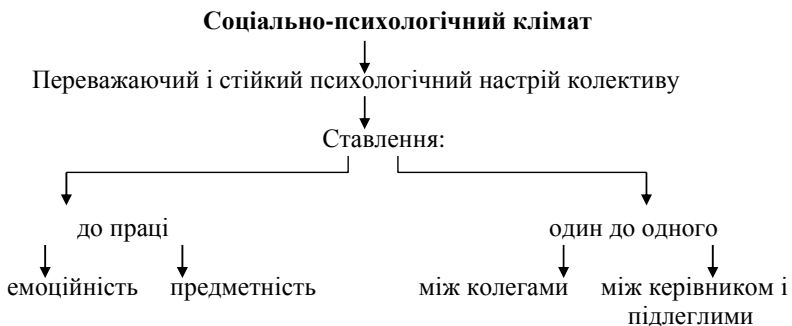 Соціально-психологічний клімат
Переважаючий і стійкий психологічний настрій колективу
Ставлення:
до праці
один до одного
емоційність
предметність
між колегами
між керівником і
підлеглими